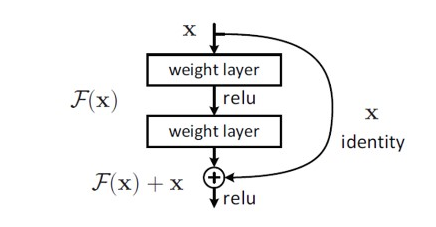 x
weight layer
relu
F(x)
x
weight layer
identity
F(x) + x
relu